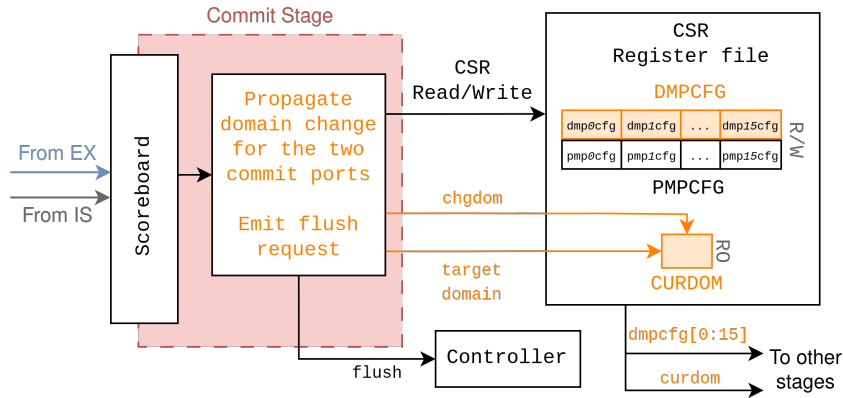 Commit Stage
From EX
From IS
Scoreboard
Propagate
domain change
for the two
commit ports
Emit flush
request
CSR
Read/Write
chgdom
target
domain
flush
Controller
CSR
Register file
DMPCFG
dmp0cfg dmp1cfg ... dmp15cfg
pmp0cfg pmp1cfg ... pmp15cfg
R/W
PMPCFG
RO
CURDOM
dmpcfg[0:15]
curdom
To other
stages